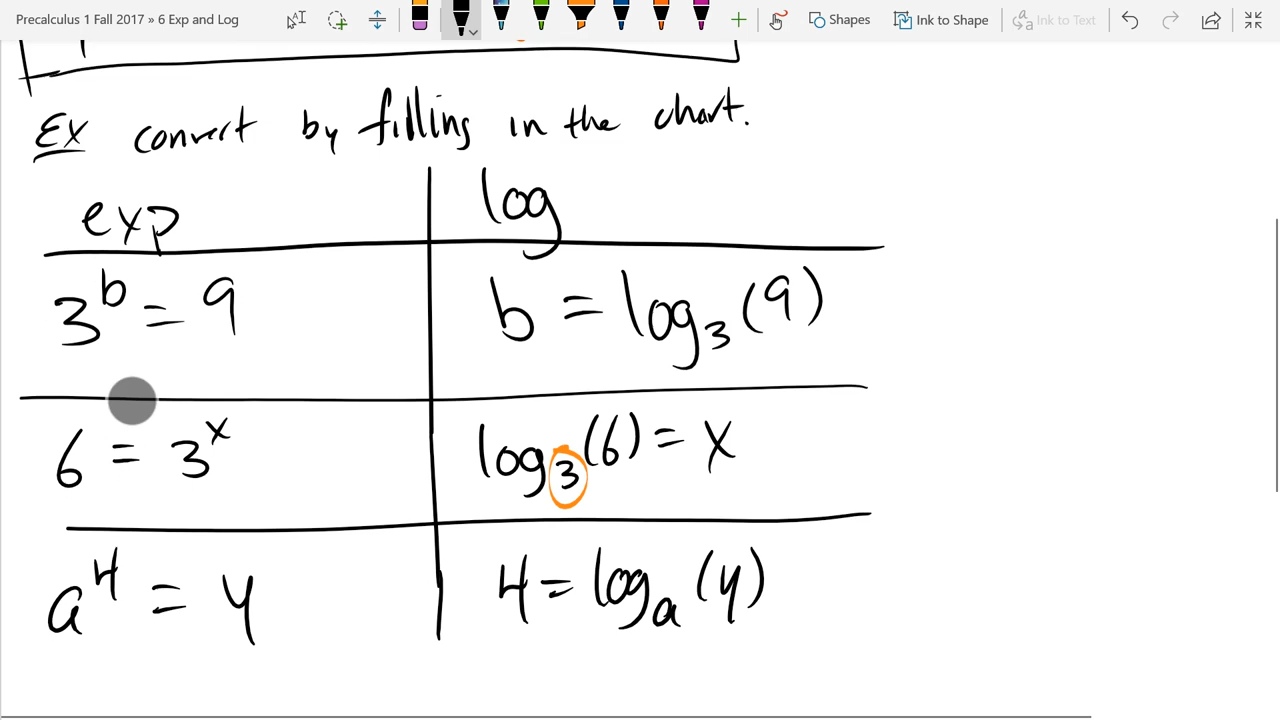 Precalculus 1 Fall 2017 » 6 Exp and Log
Shapes
Ink to Shape
Ink to Text
Ex convert by filling in the chart.
exp log
3^b = 9 b = log_3 (9)
6 = 3^x log_3 (6) = x
a^4 = y 4 = log_a (y)